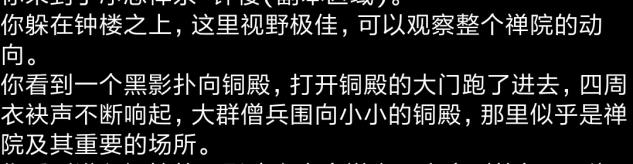 你躲在钟楼之上，这里视野极佳，可以观察整个禅院的动
向。
你看到一个黑影扑向铜殿，打开铜殿的大门跑了进去，四周
衣袂声不断响起，大群僧兵围向小小的铜殿，那里似乎是禅
院及其重要的场所。